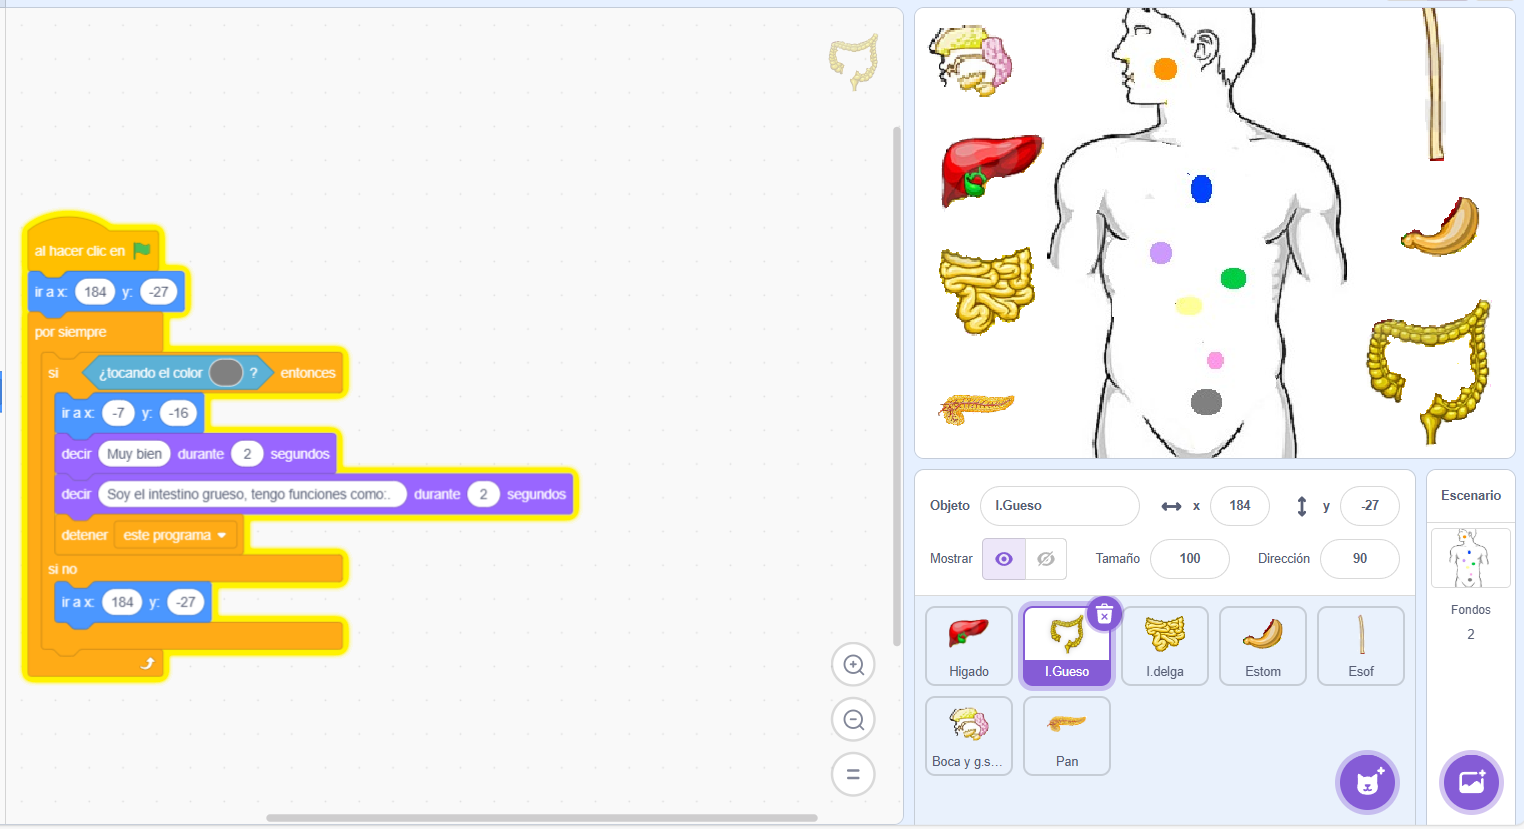 al hacer clic en
ir a x: 184 y: -27
por siempre
si ¿tocando el color ? entonces
ir a x: -7 y: -16
decir Muy bien durante 2 segundos
decir Soy el intestino grueso, tengo funciones como:. durante 2 segundos
detener este programa
si no
ir a x: 184 y: -27
Objeto I.Gueso x 184 y -27
Mostrar Tamaño 100 Dirección 90
Higado I.Gueso I.delga Estom Esof
Boca y g.s... Pan
Escenario
Fondos
2